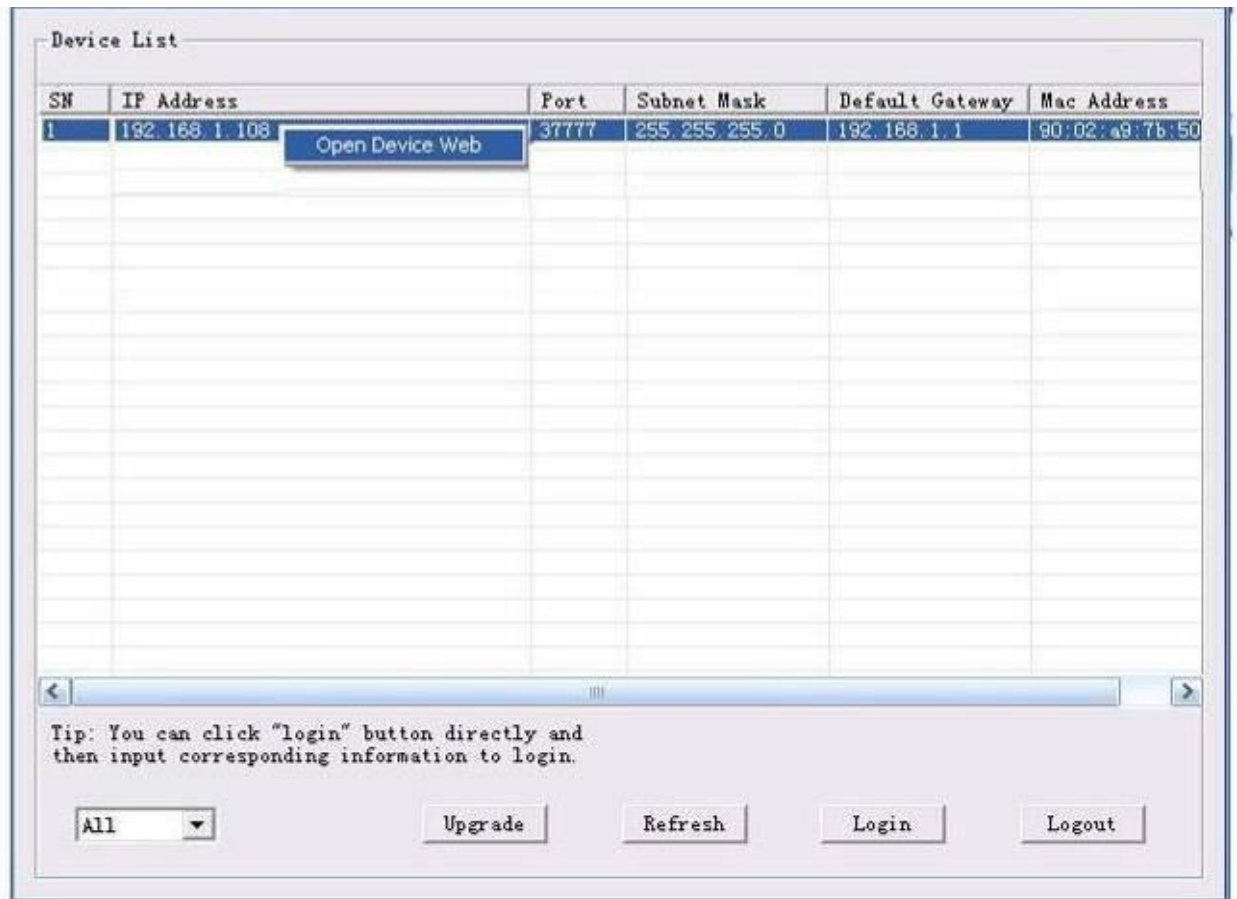 Device List
SN IP Address Port Subnet Mask Default Gateway Mac Address
1 192.168.1.108 37777 255.255.255.0 192.168.1.1 90:02:a9:7b:50
Open Device Web
Tip: You can click "login" button directly and
then input corresponding information to login.
All Upgrade Refresh Login Logout